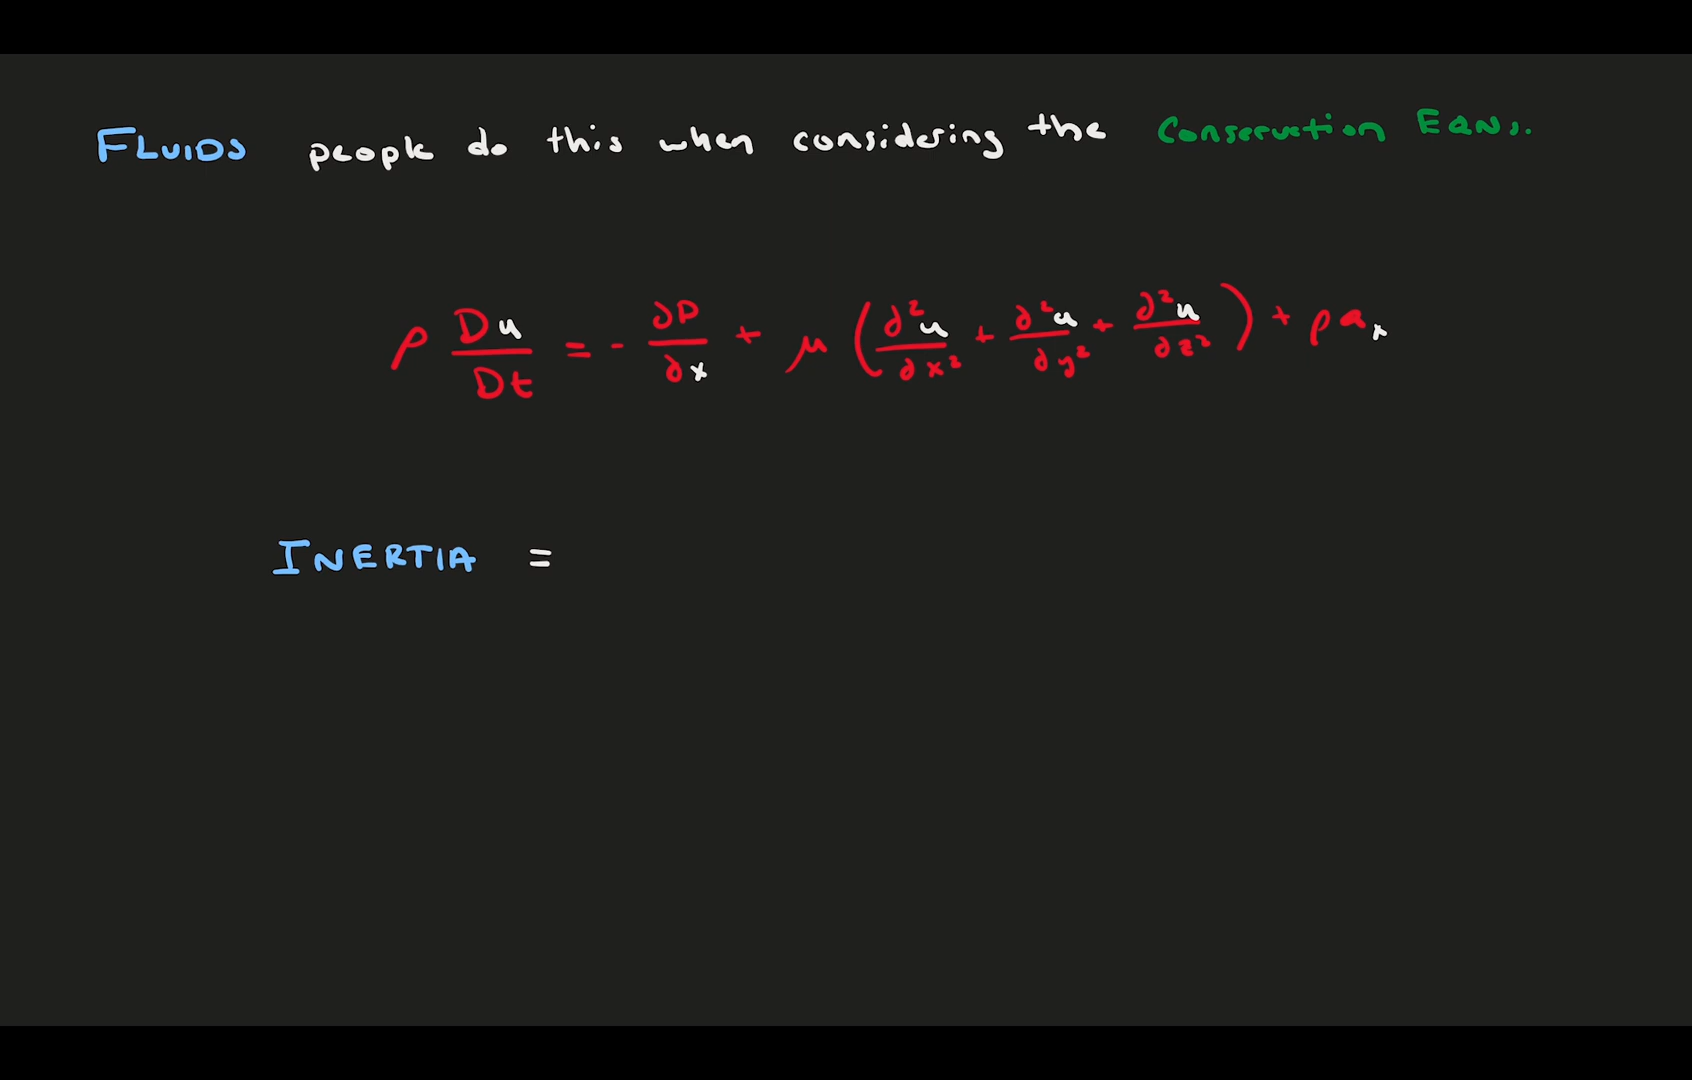 FLUIDS people do this when considering the Conservation EQNS.
ρ Du/Dt = - ∂P/∂x + μ (∂²u/∂x² + ∂²u/∂y² + ∂²u/∂z²) + ρaₓ
INERTIA =